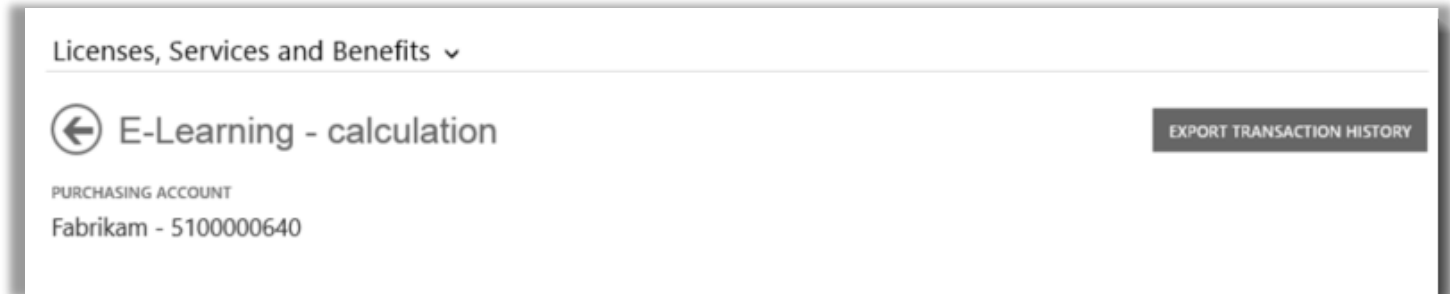 Licenses, Services and Benefits
E-Learning - calculation
EXPORT TRANSACTION HISTORY
PURCHASING ACCOUNT
Fabrikam - 5100000640